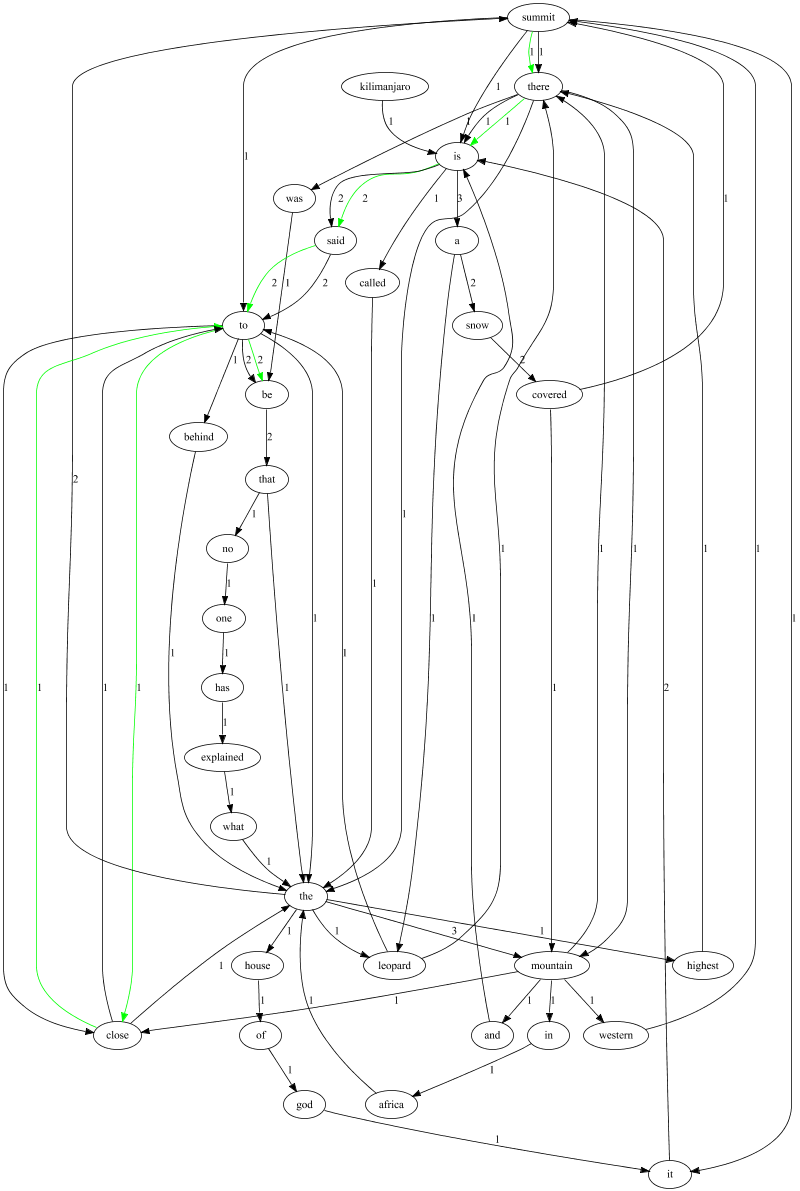 summit
1 1
there
kilimanjaro
1
1 1 1 1
is
was
2 2 1 3
said
a
called
1 2 2 2
1
snow
to
2
1 2 2
be
covered
1
behind
2
that
2
1
no
1 1 1 1 1
one
1 1 1 1
has
1 1 1 1 1 2
explained
1
what
1
the
1 1 3 1
house
leopard
mountain
highest
1
1 1 1 1 1 1
close
of
and
in
western
1 1
god
africa
1
it